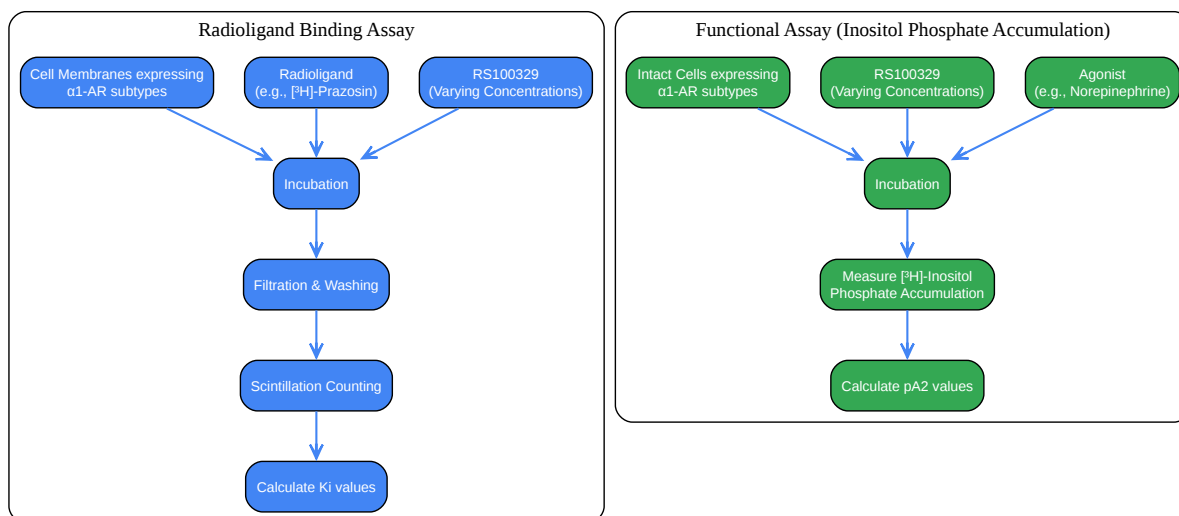 Radioligand Binding Assay
Cell Membranes expressing
α1-AR subtypes
Radioligand
(e.g., [³H]-Prazosin)
RS100329
(Varying Concentrations)
Incubation
Filtration & Washing
Scintillation Counting
Calculate Ki values
Functional Assay (Inositol Phosphate Accumulation)
Intact Cells expressing
α1-AR subtypes
RS100329
(Varying Concentrations)
Agonist
(e.g., Norepinephrine)
Incubation
Measure [³H]-Inositol
Phosphate Accumulation
Calculate pA2 values